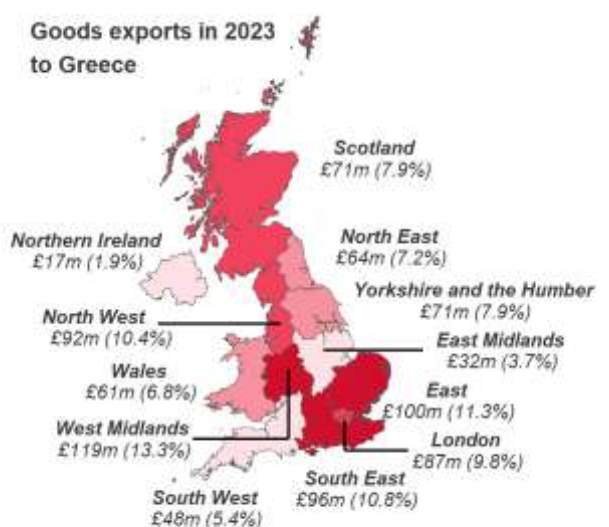 Goods exports in 2023
to Greece
Scotland
£71m (7.9%)
Northern Ireland
£17m (1.9%)
North East
£64m (7.2%)
Yorkshire and the Humber
£71m (7.9%)
North West
£92m (10.4%)
East Midlands
£32m (3.7%)
Wales
£61m (6.8%)
East
£100m (11.3%)
West Midlands
£119m (13.3%)
London
£87m (9.8%)
South East
£96m (10.8%)
South West
£48m (5.4%)